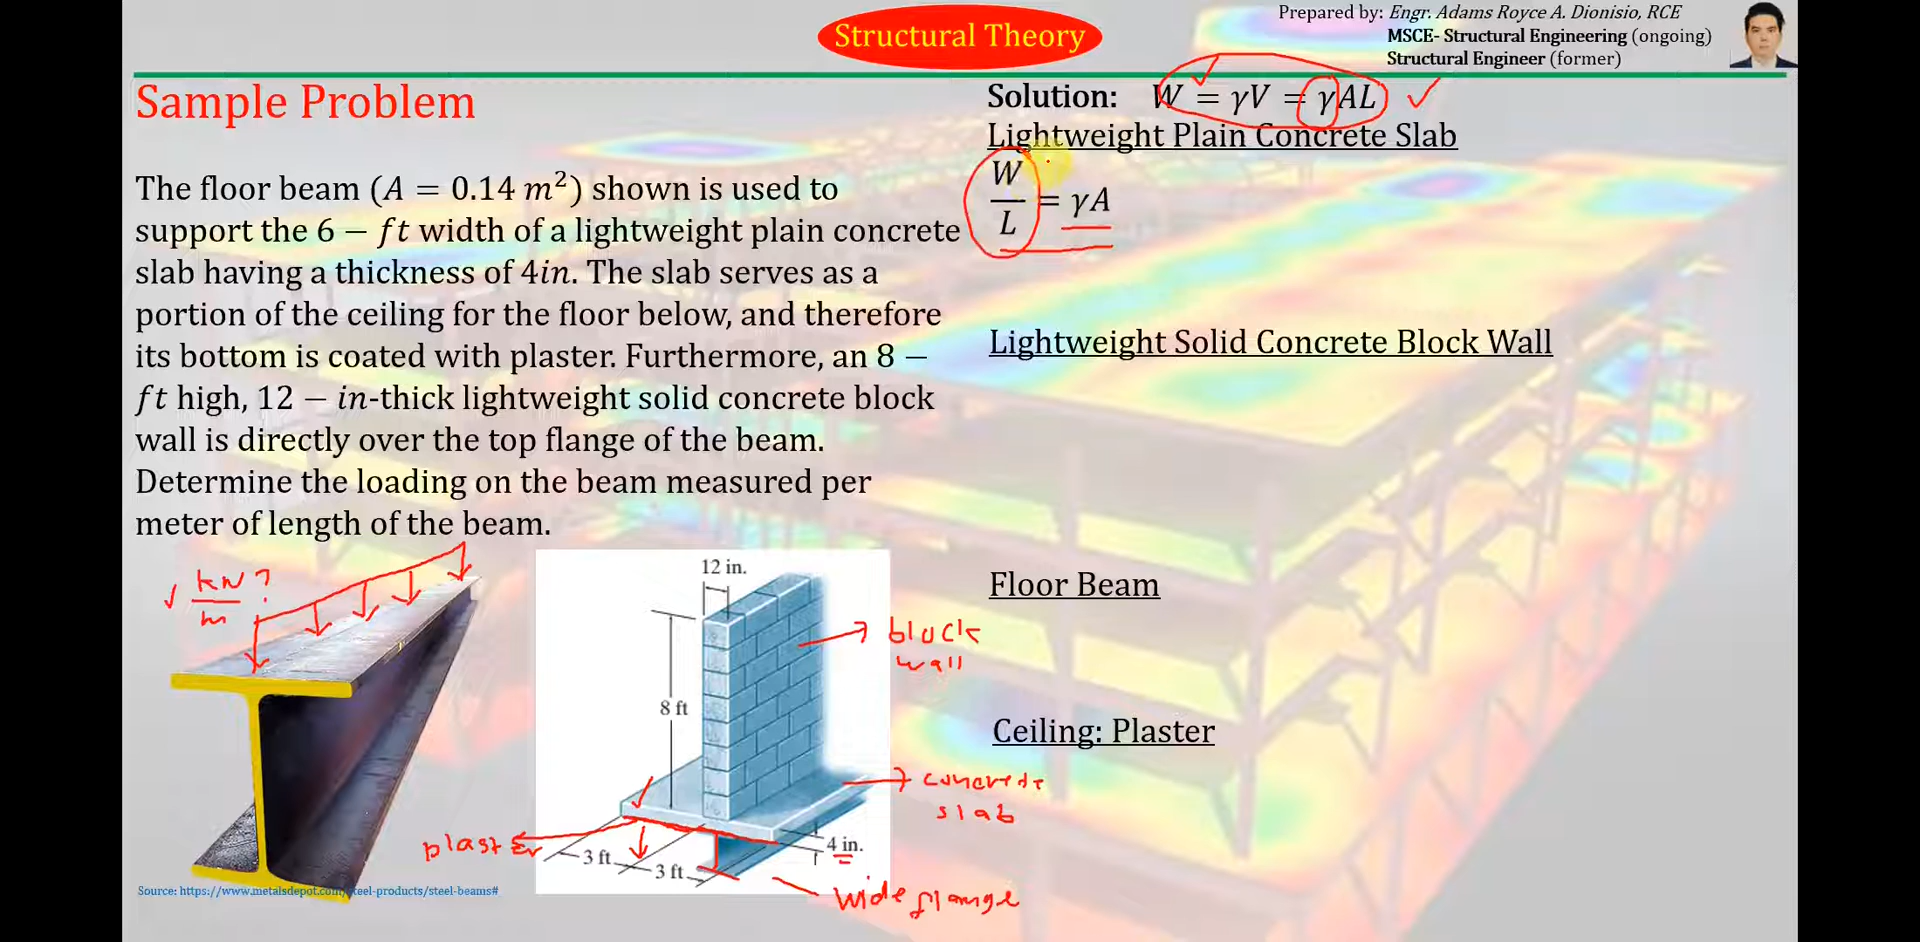 Structural Theory
Prepared by: Engr. Adams Royce A. Dionisio, RCE
MSCE- Structural Engineering (ongoing)
Structural Engineer (former)
Sample Problem
The floor beam (A = 0.14 m²) shown is used to
support the 6 − ft width of a lightweight plain concrete
slab having a thickness of 4in. The slab serves as a
portion of the ceiling for the floor below, and therefore
its bottom is coated with plaster. Furthermore, an 8 −
ft high, 12 − in-thick lightweight solid concrete block
wall is directly over the top flange of the beam.
Determine the loading on the beam measured per
meter of length of the beam.
kN/m ?
Source: https://www.metalsdepot.com/steel-products/steel-beams#
12 in.
8 ft
3 ft
3 ft
4 in.
block
wall
concrete
slab
plaster
wide flange
Solution: W = γV = γAL
Lightweight Plain Concrete Slab
W/L = γA
Lightweight Solid Concrete Block Wall
Floor Beam
Ceiling: Plaster